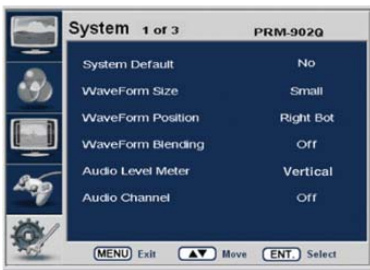 System 1 of 3 PRM-902Q
System Default No
WaveForm Size Small
WaveForm Position Right Bot
WaveForm Blending Off
Audio Level Meter Vertical
Audio Channel Off
MENU Exit ▲▼ Move ENT. Select